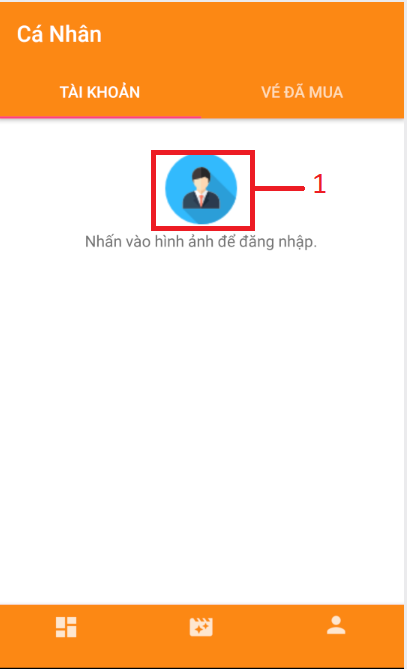 Cá Nhân
TÀI KHOẢN
VÉ ĐÃ MUA
1
Nhấn vào hình ảnh để đăng nhập.